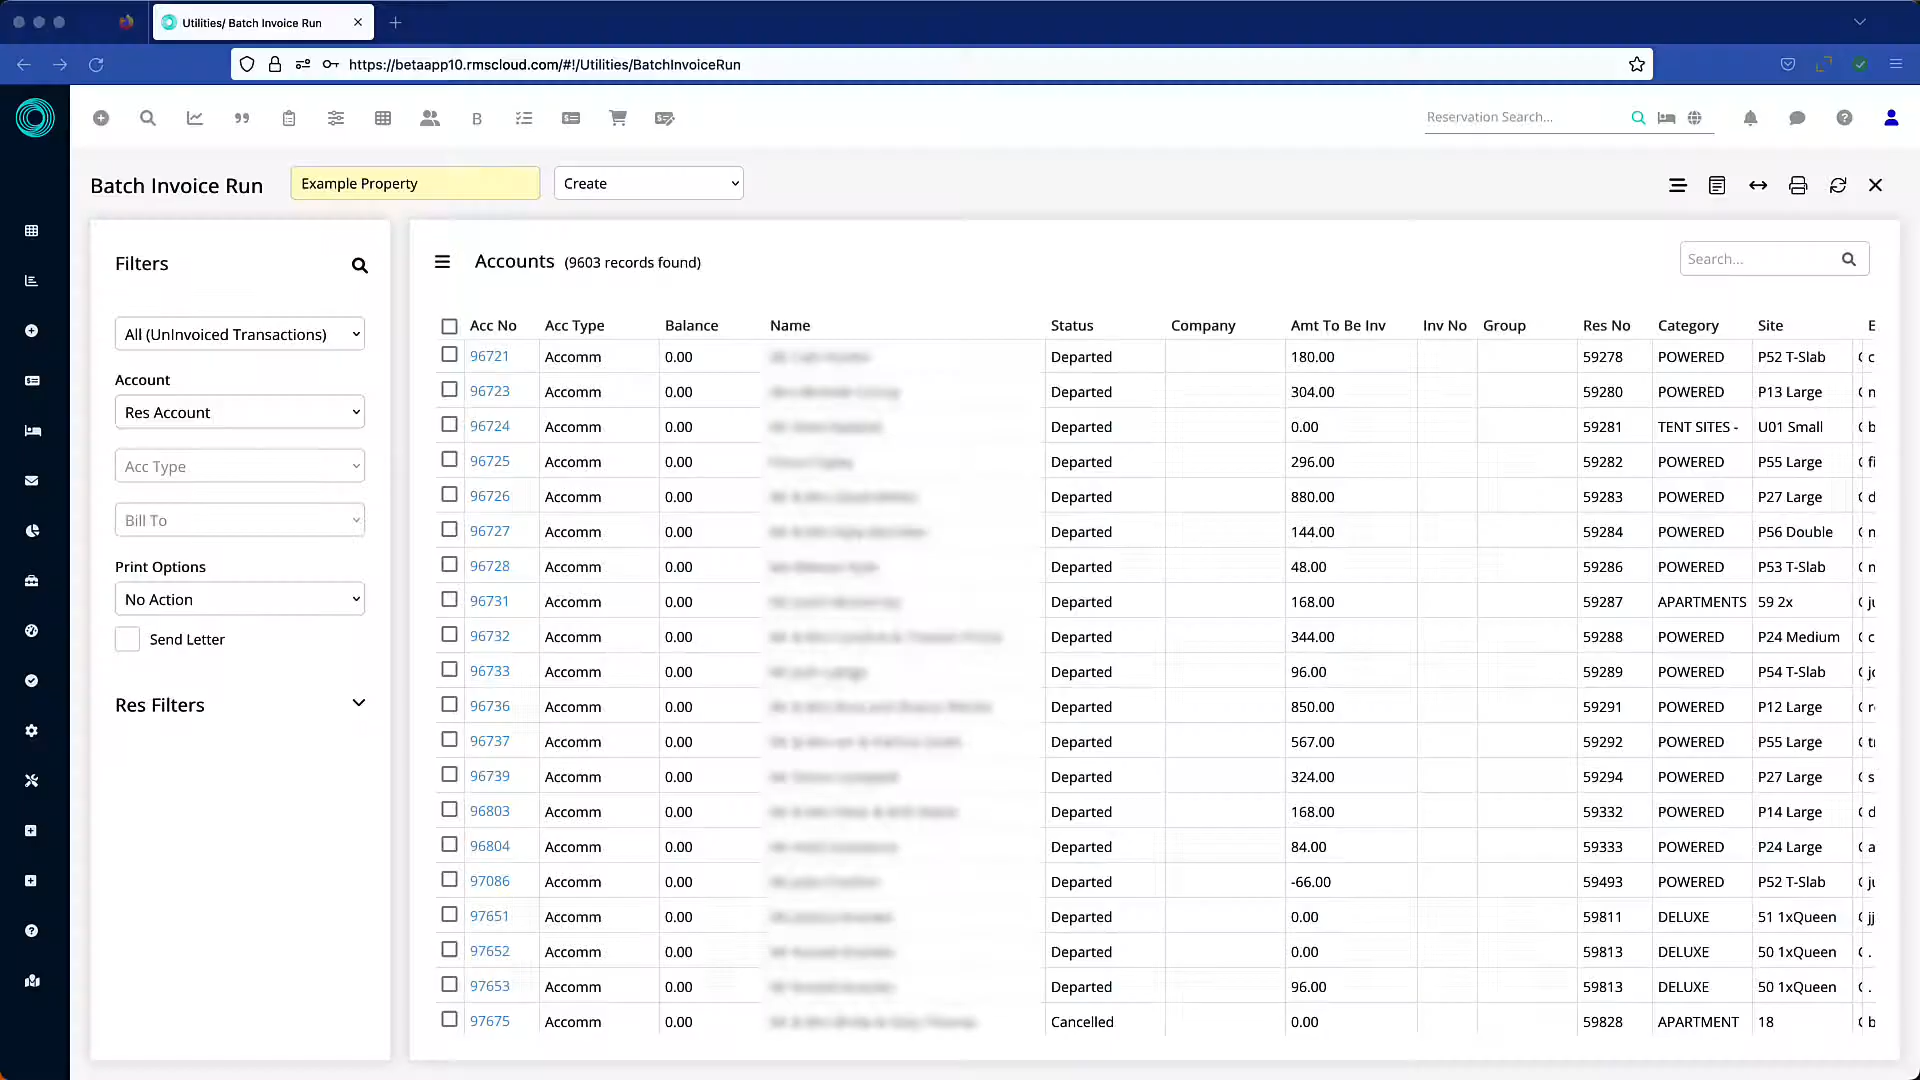 Utilities/ Batch Invoice Run
https://betaapp10.rmscloud.com/#!/Utilities/BatchInvoiceRun
B
Reservation Search...
Batch Invoice Run Example Property Create
Filters
All (UnInvoiced Transactions)
Account
Res Account
Acc Type
Bill To
Print Options
No Action
Send Letter
Res Filters
Accounts (9603 records found)
Search...
Acc No Acc Type Balance Name Status Company Amt To Be Inv Inv No Group Res No Category Site E
96721 Accomm 0.00 Departed 180.00 59278 POWERED P52 T-Slab
96723 Accomm 0.00 Departed 304.00 59280 POWERED P13 Large
96724 Accomm 0.00 Departed 0.00 59281 TENT SITES - U01 Small
96725 Accomm 0.00 Departed 296.00 59282 POWERED P55 Large
96726 Accomm 0.00 Departed 880.00 59283 POWERED P27 Large
96727 Accomm 0.00 Departed 144.00 59284 POWERED P56 Double
96728 Accomm 0.00 Departed 48.00 59286 POWERED P53 T-Slab
96731 Accomm 0.00 Departed 168.00 59287 APARTMENTS 59 2x
96732 Accomm 0.00 Departed 344.00 59288 POWERED P24 Medium
96733 Accomm 0.00 Departed 96.00 59289 POWERED P54 T-Slab
96736 Accomm 0.00 Departed 850.00 59291 POWERED P12 Large
96737 Accomm 0.00 Departed 567.00 59292 POWERED P55 Large
96739 Accomm 0.00 Departed 324.00 59294 POWERED P27 Large
96803 Accomm 0.00 Departed 168.00 59332 POWERED P14 Large
96804 Accomm 0.00 Departed 84.00 59333 POWERED P24 Large
97086 Accomm 0.00 Departed -66.00 59493 POWERED P52 T-Slab
97651 Accomm 0.00 Departed 0.00 59811 DELUXE 51 1xQueen
97652 Accomm 0.00 Departed 0.00 59813 DELUXE 50 1xQueen
97653 Accomm 0.00 Departed 96.00 59813 DELUXE 50 1xQueen
97675 Accomm 0.00 Cancelled 0.00 59828 APARTMENT 18